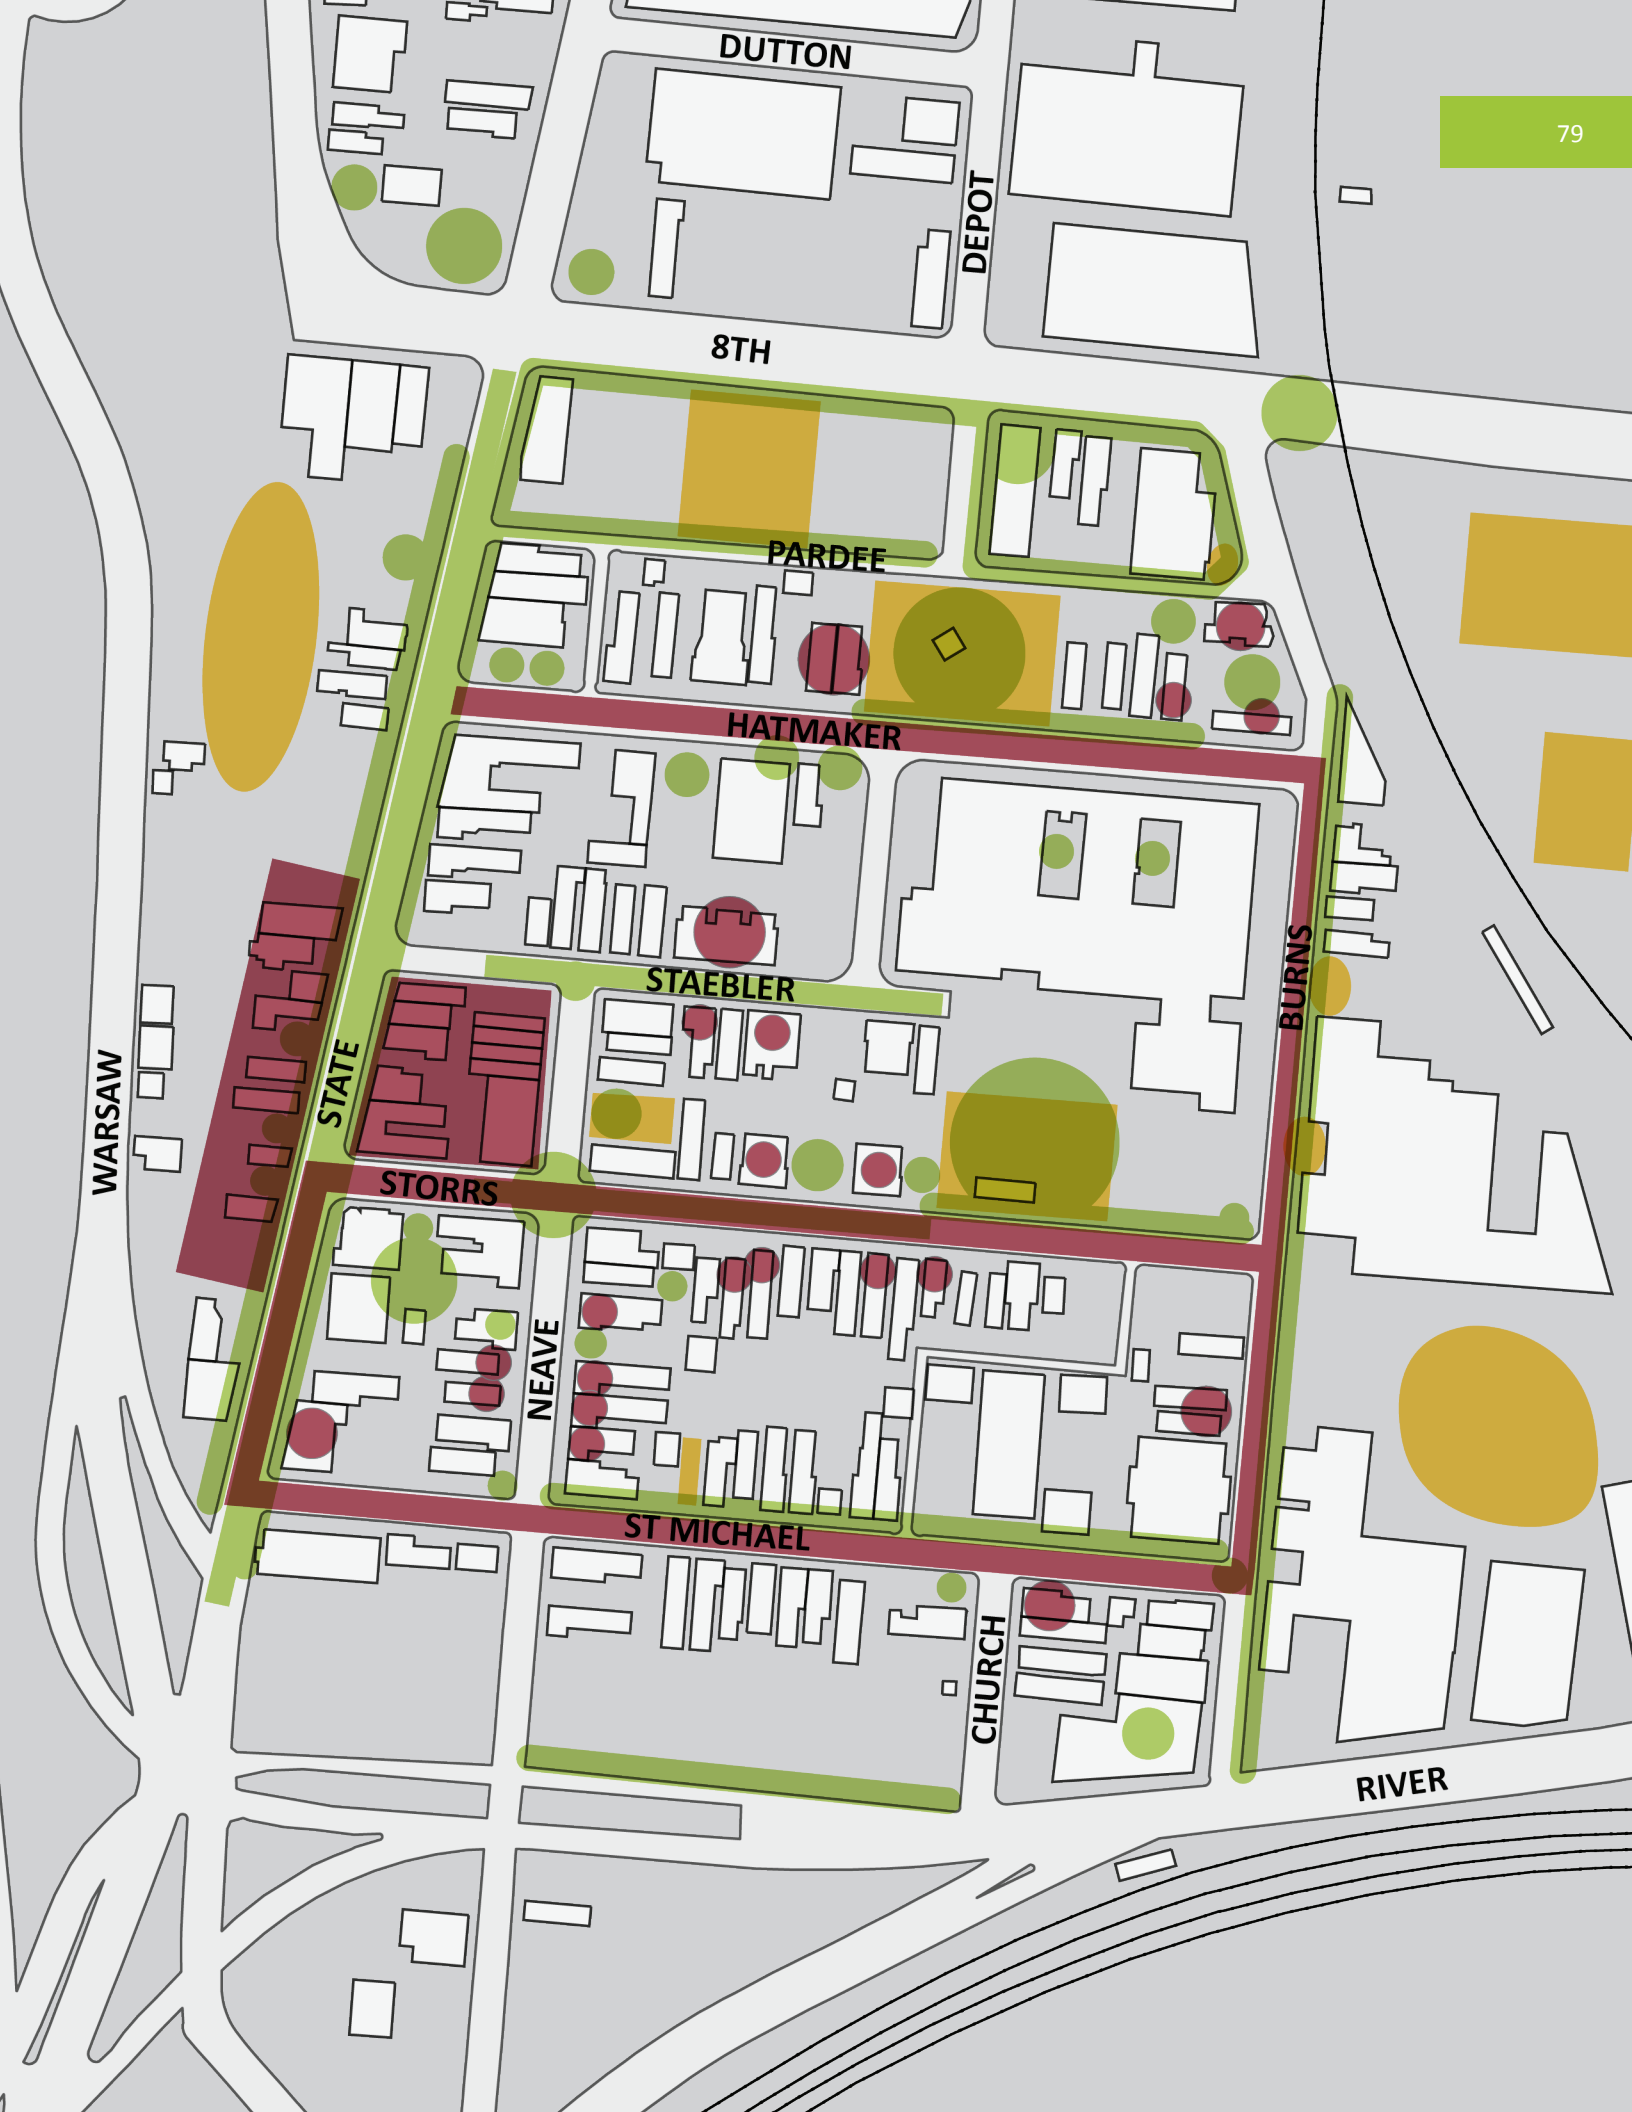 DUTTON
79
DEPOT
8TH
PARDEE
HATMAKER
STAEBLER
BURNS
STATE
WARSAW
STORRS
NEAVE
ST MICHAEL
CHURCH
RIVER